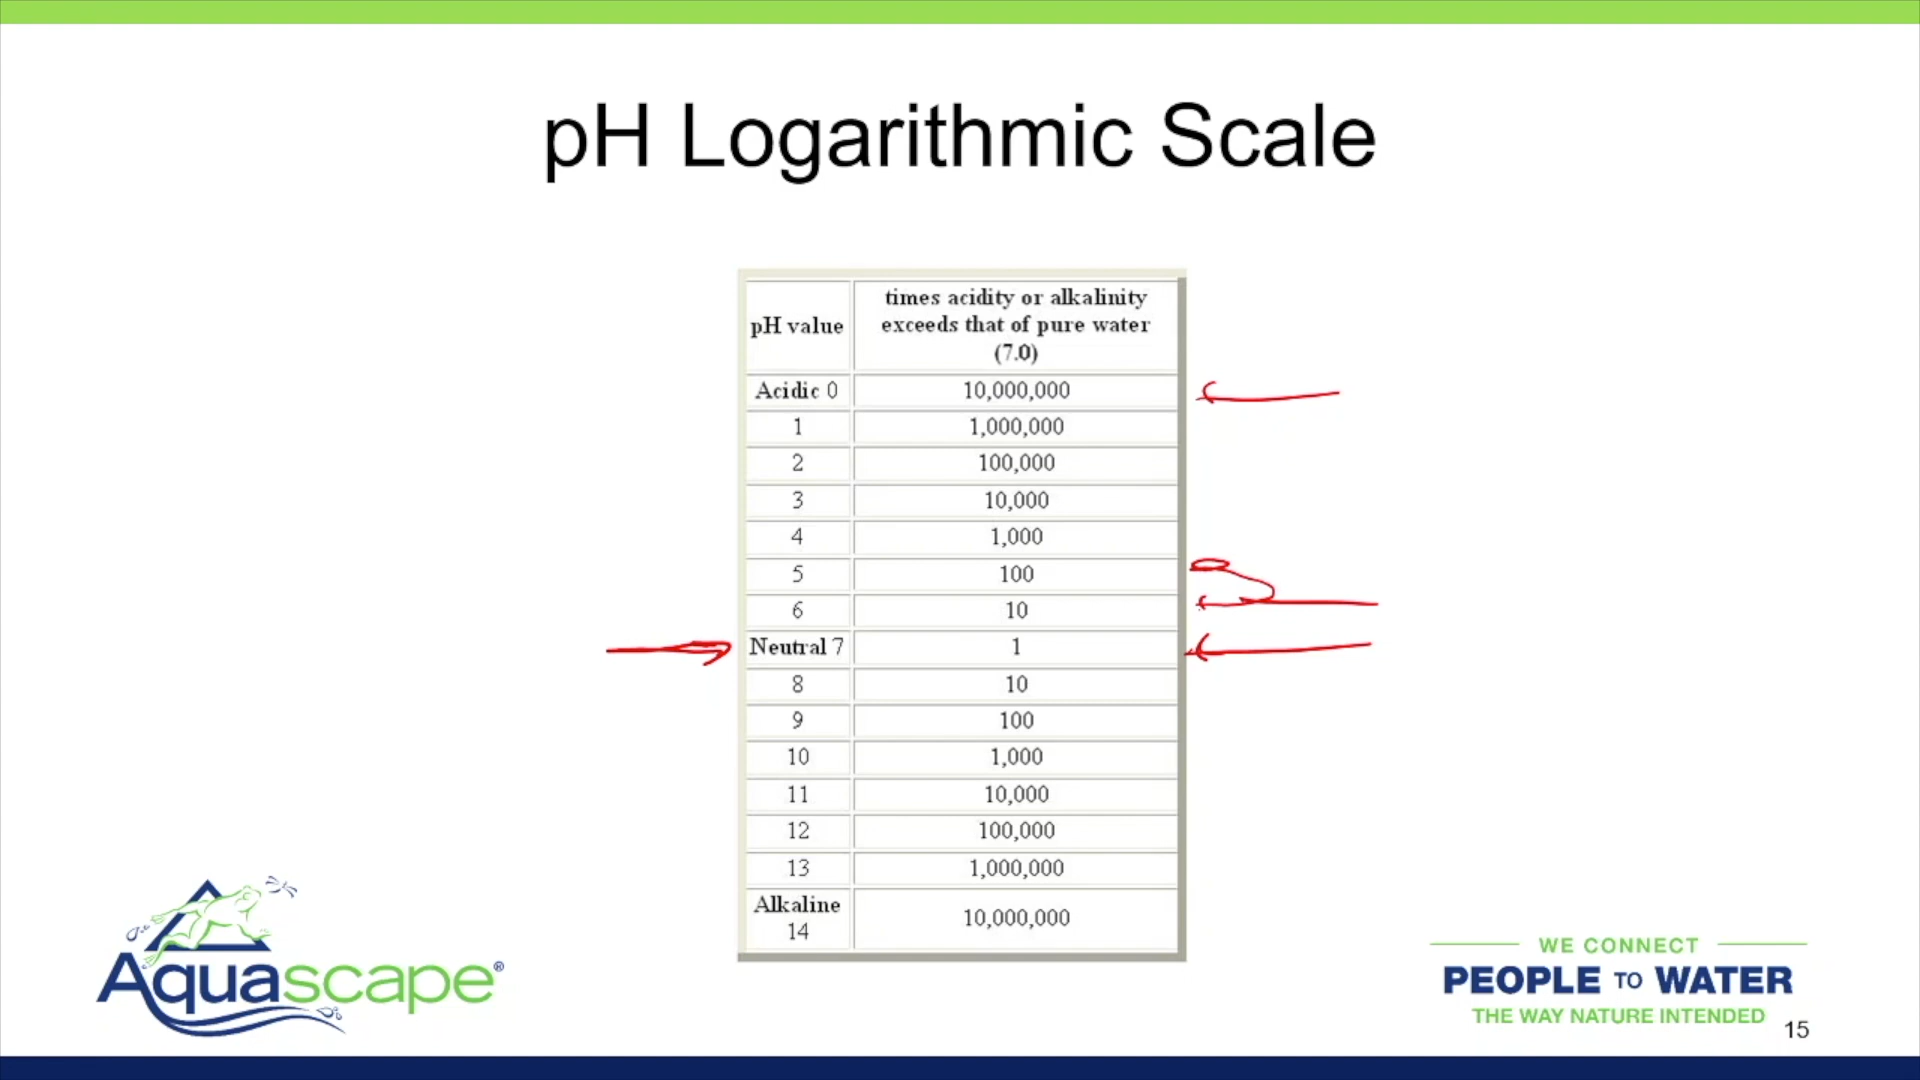 pH Logarithmic Scale
pH value
times acidity or alkalinity
exceeds that of pure water
(7.0)
Acidic 0 10,000,000
1 1,000,000
2 100,000
3 10,000
4 1,000
5 100
6 10
Neutral 7 1
8 10
9 100
10 1,000
11 10,000
12 100,000
13 1,000,000
Alkaline
14 10,000,000
Aquascape®
WE CONNECT
PEOPLE TO WATER
THE WAY NATURE INTENDED
15